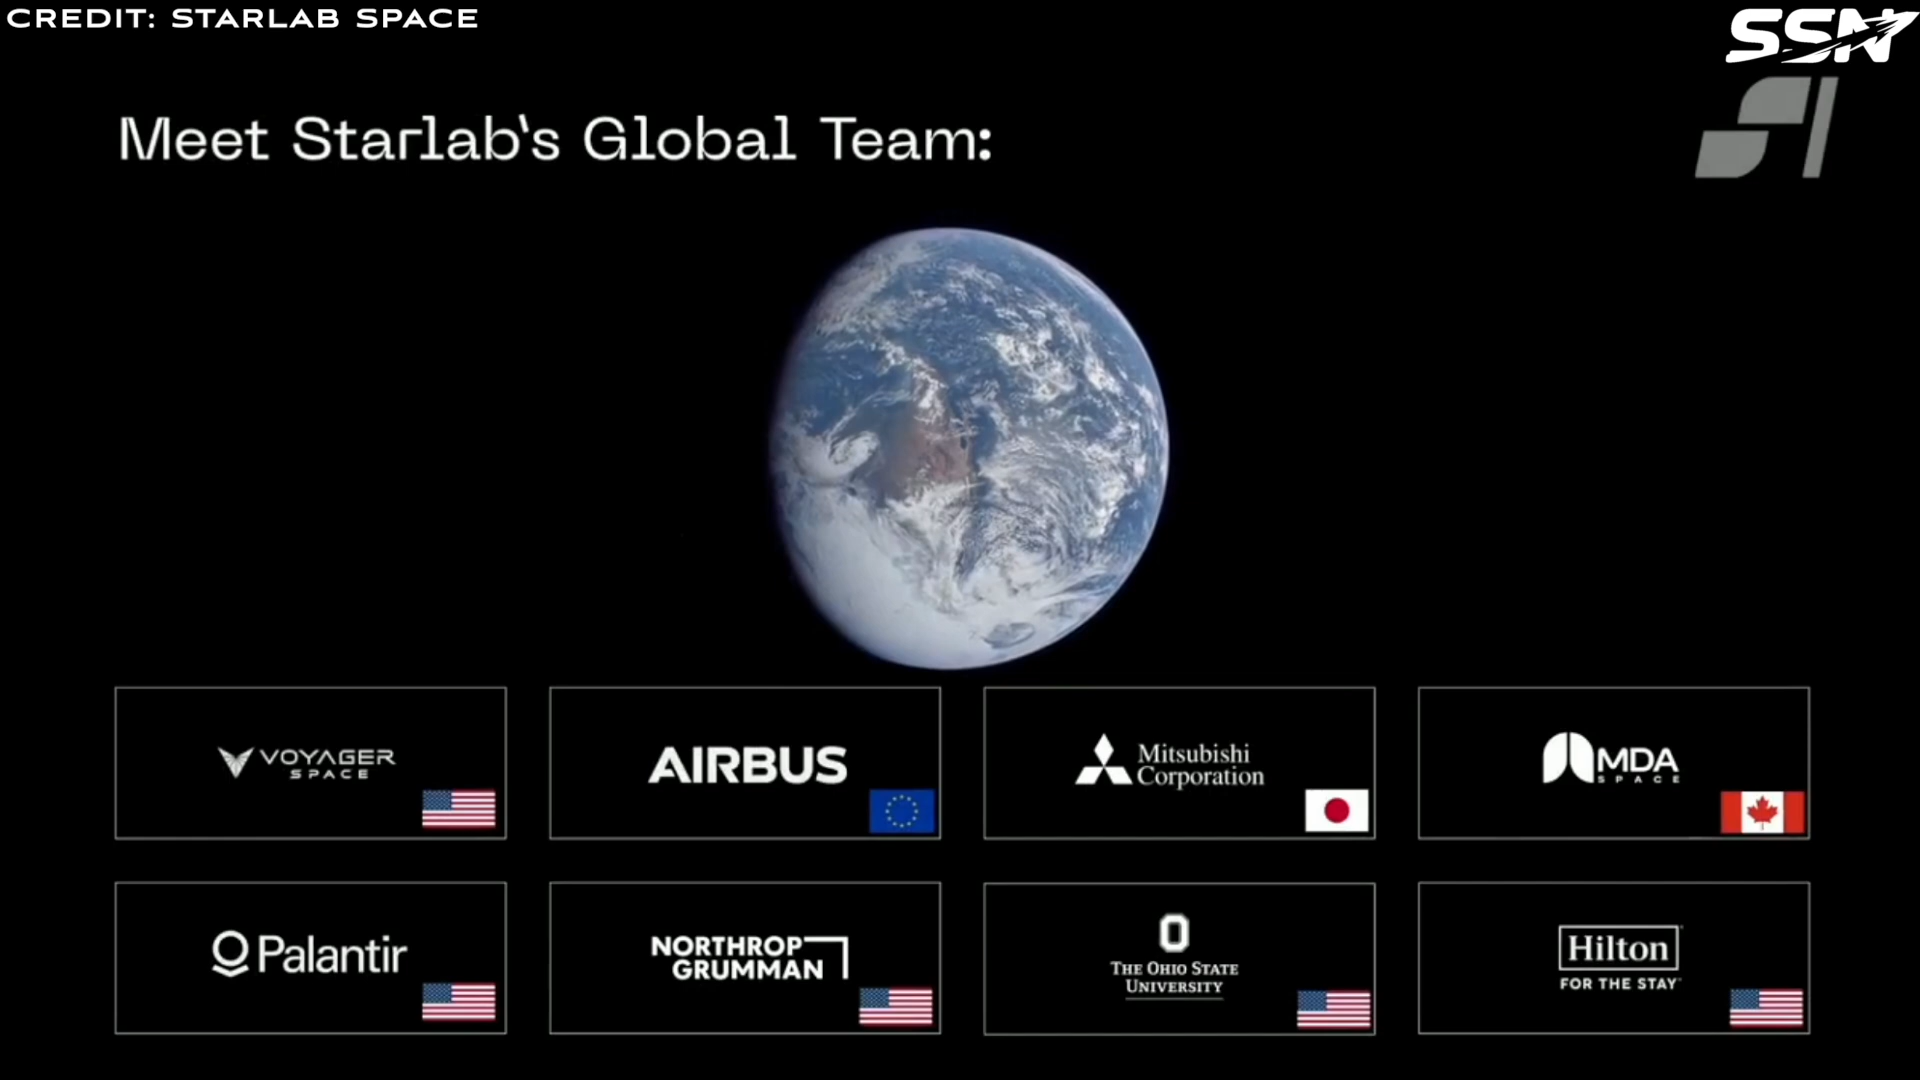 CREDIT: STARLAB SPACE
SSN
Meet Starlab's Global Team:
VOYAGER
SPACE
AIRBUS
Mitsubishi
Corporation
MDA
SPACE
Palantir
NORTHROP
GRUMMAN
O
THE OHIO STATE
UNIVERSITY
Hilton
FOR THE STAY